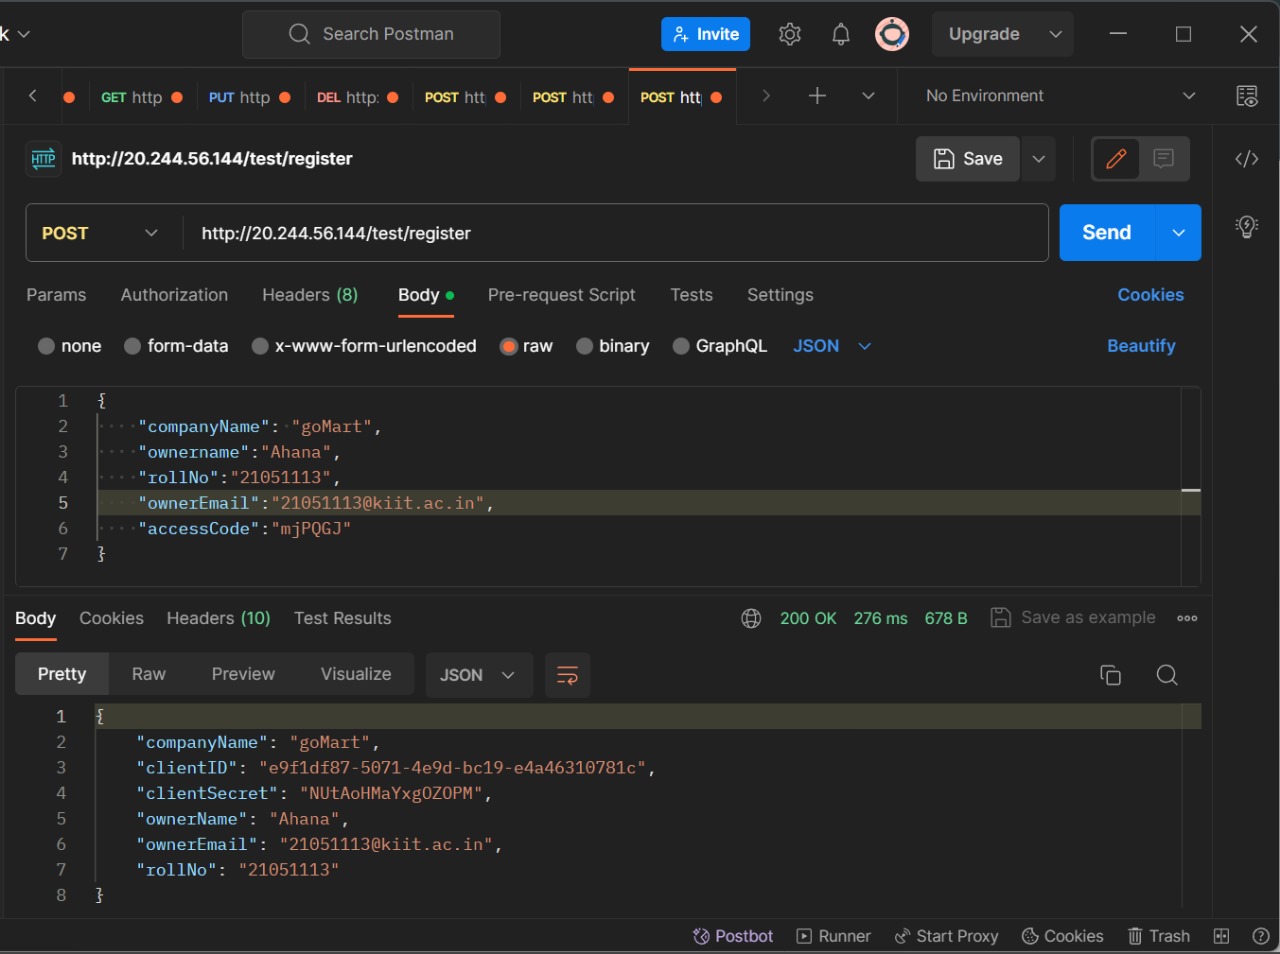 k
Search Postman
Invite
Upgrade
GET http
PUT http
DEL http:
POST htt
POST htt
POST htt
No Environment
HTTP
http://20.244.56.144/test/register
Save
POST
http://20.244.56.144/test/register
Send
Params Authorization Headers (8) Body Pre-request Script Tests Settings Cookies
none form-data x-www-form-urlencoded raw binary GraphQL JSON Beautify
1 {
2 "companyName": "goMart",
3 "ownername":"Ahana",
4 "rollNo":"21051113",
5 "ownerEmail":"21051113@kiit.ac.in",
6 "accessCode":"mjPQGJ"
7 }
Body Cookies Headers (10) Test Results 200 OK 276 ms 678 B Save as example
Pretty Raw Preview Visualize JSON
1 {
2 "companyName": "goMart",
3 "clientID": "e9f1df87-5071-4e9d-bc19-e4a46310781c",
4 "clientSecret": "NUtAoHMaYxgOZOPM",
5 "ownerName": "Ahana",
6 "ownerEmail": "21051113@kiit.ac.in",
7 "rollNo": "21051113"
8 }
Postbot Runner Start Proxy Cookies Trash